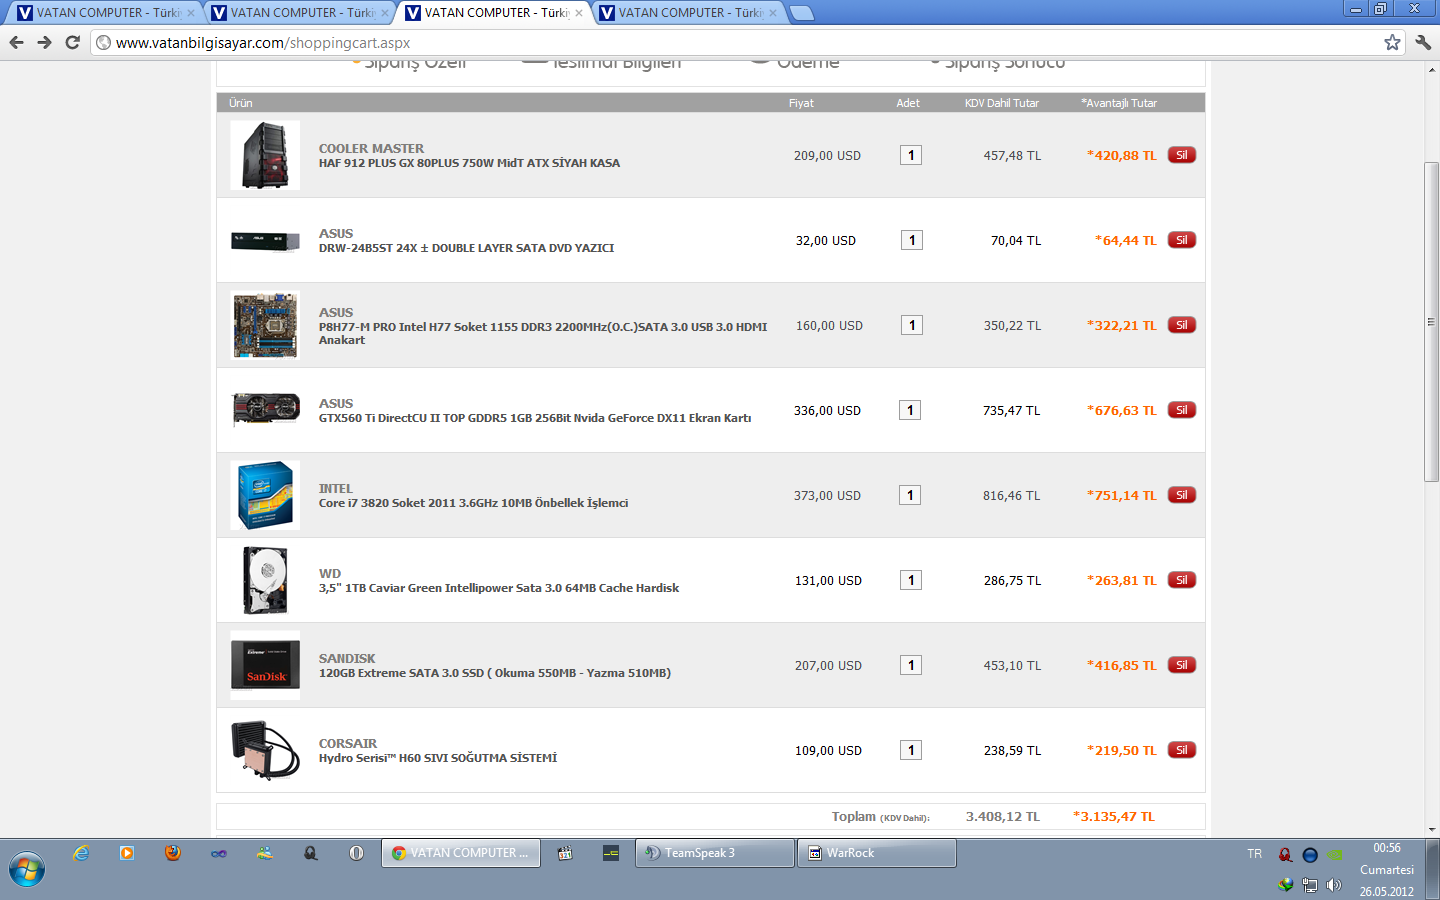 VATAN COMPUTER - Türkiy
VATAN COMPUTER - Türkiy
VATAN COMPUTER - Türkiy
VATAN COMPUTER - Türkiy
www.vatanbilgisayar.com/shoppingcart.aspx
Sipariş Özeti Teslimat Bilgileri Ödeme Sipariş Sonucu
Ürün Fiyat Adet KDV Dahil Tutar *Avantajlı Tutar
COOLER MASTER
HAF 912 PLUS GX 80PLUS 750W MidT ATX SİYAH KASA
209,00 USD 1 457,48 TL *420,88 TL Sil
ASUS
DRW-24B5ST 24X ± DOUBLE LAYER SATA DVD YAZICI
32,00 USD 1 70,04 TL *64,44 TL Sil
ASUS
P8H77-M PRO Intel H77 Soket 1155 DDR3 2200MHz(O.C.)SATA 3.0 USB 3.0 HDMI
Anakart
160,00 USD 1 350,22 TL *322,21 TL Sil
ASUS
GTX560 Ti DirectCU II TOP GDDR5 1GB 256Bit Nvida GeForce DX11 Ekran Kartı
336,00 USD 1 735,47 TL *676,63 TL Sil
INTEL
Core i7 3820 Soket 2011 3.6GHz 10MB Önbellek İşlemci
373,00 USD 1 816,46 TL *751,14 TL Sil
WD
3,5" 1TB Caviar Green Intellipower Sata 3.0 64MB Cache Hardisk
131,00 USD 1 286,75 TL *263,81 TL Sil
SanDisk
SANDISK
120GB Extreme SATA 3.0 SSD ( Okuma 550MB - Yazma 510MB)
207,00 USD 1 453,10 TL *416,85 TL Sil
CORSAIR
Hydro Serisi™ H60 SIVI SOĞUTMA SİSTEMİ
109,00 USD 1 238,59 TL *219,50 TL Sil
Toplam (KDV Dahil): 3.408,12 TL *3.135,47 TL
VATAN COMPUTER ...
TeamSpeak 3
WarRock
TR
00:56
Cumartesi
26.05.2012